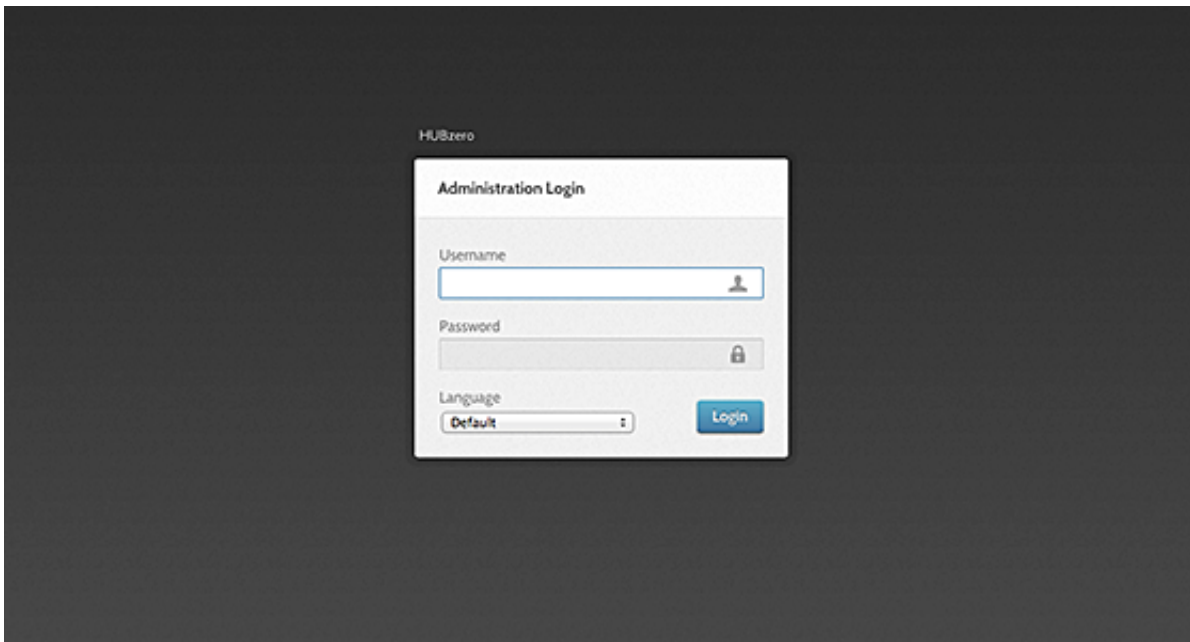 HUBzero
Administration Login
Username
Password
Language
Default
Login